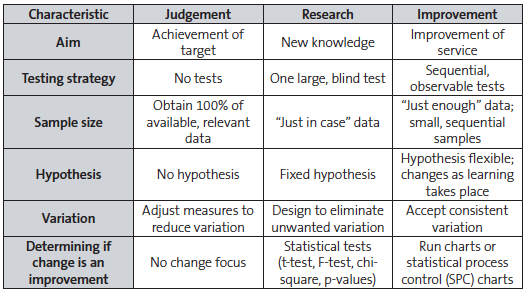 Characteristic
Judgement
Research
Improvement
Aim
Achievement of
target
New knowledge
Improvement of
service
Testing strategy
No tests
One large, blind test
Sequential,
observable tests
Sample size
Obtain 100% of
available, relevant
data
“Just in case” data
“Just enough” data;
small, sequential
samples
Hypothesis
No hypothesis
Fixed hypothesis
Hypothesis flexible;
changes as learning
takes place
Variation
Adjust measures to
reduce variation
Design to eliminate
unwanted variation
Accept consistent
variation
Determining if
change is an
improvement
No change focus
Statistical tests
(t-test, F-test, chi-
square, p-values)
Run charts or
statistical process
control (SPC) charts